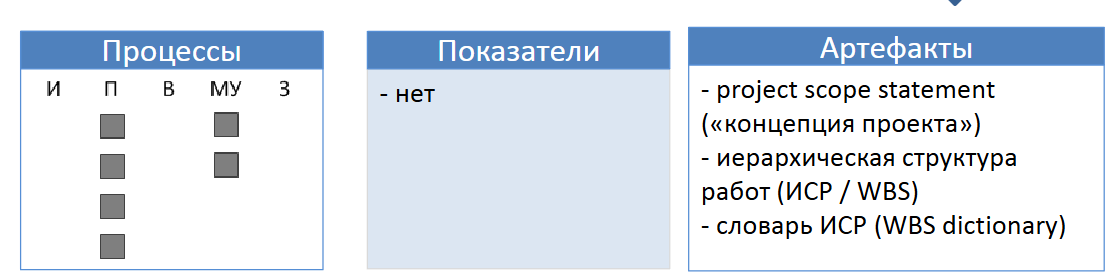 Процессы
И П В МУ З
Показатели
- нет
Артефакты
- project scope statement
(«концепция проекта»)
- иерархическая структура
работ (ИСР / WBS)
- словарь ИСР (WBS dictionary)